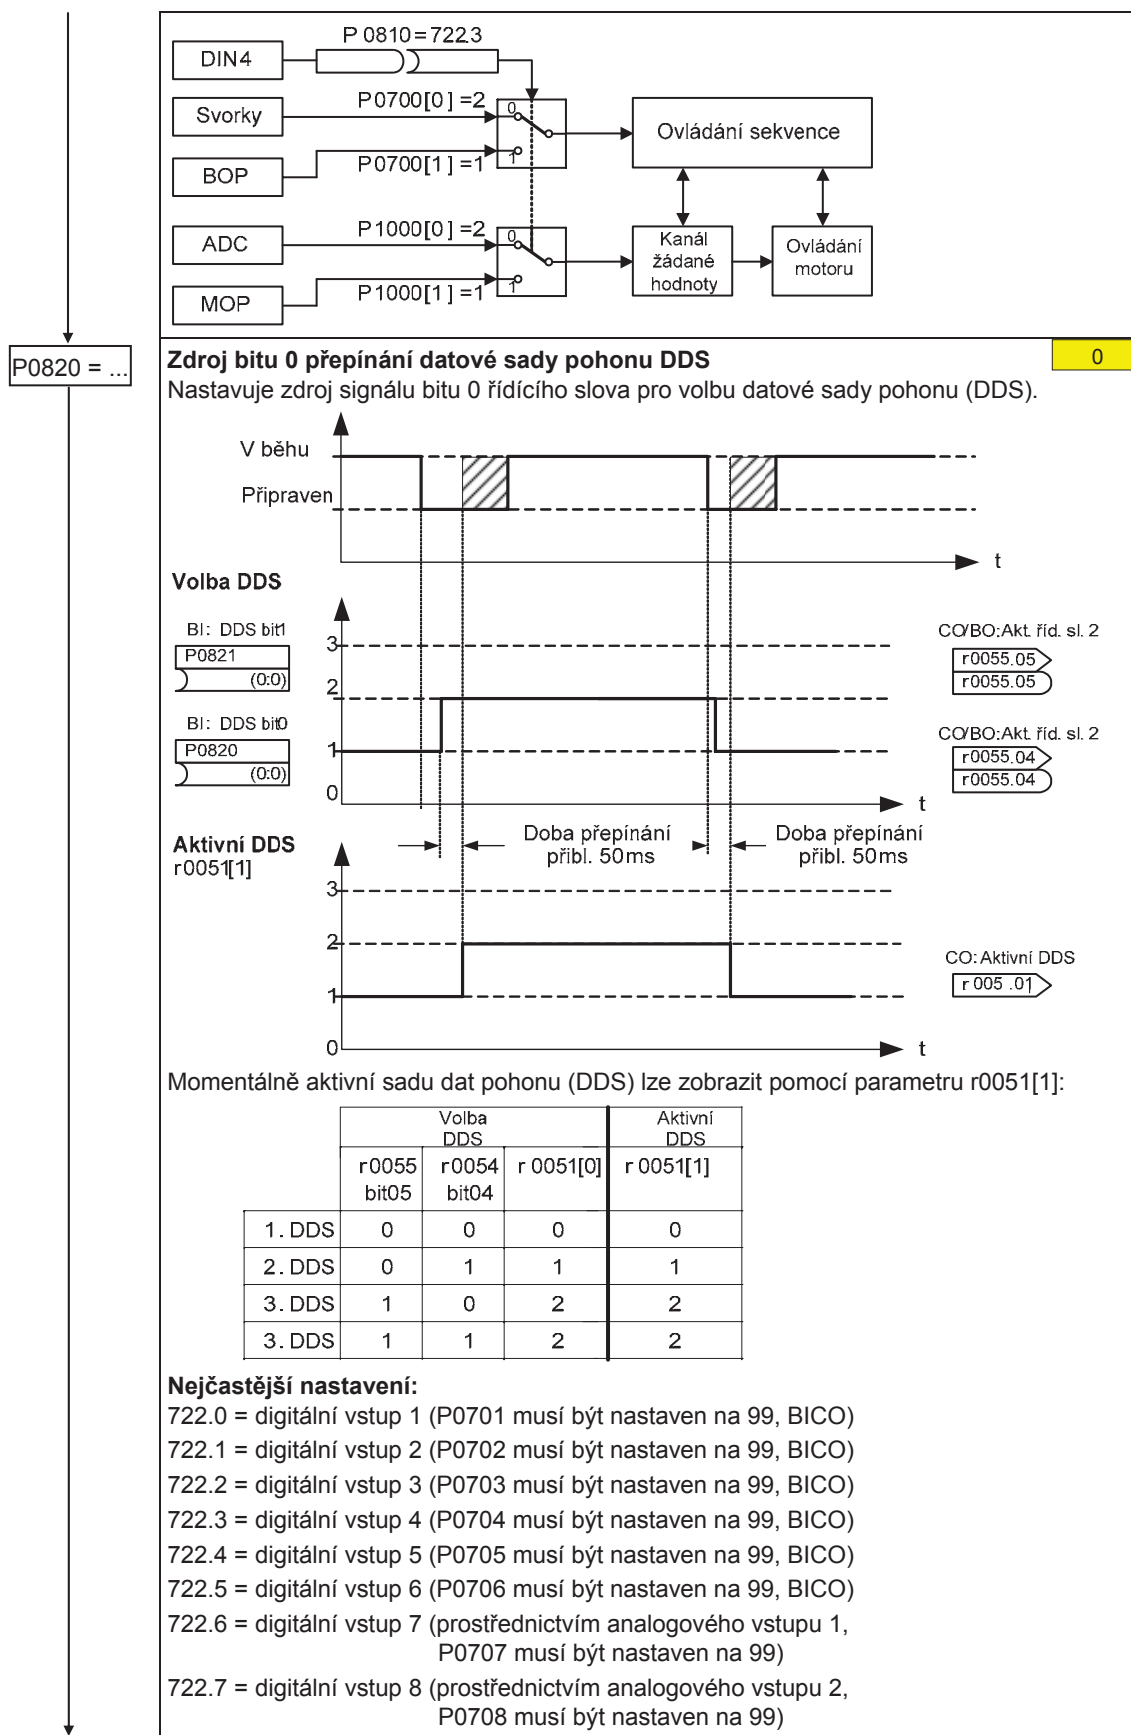 P 0810=722.3
DIN4
Svorky
P0700[0] =2
0
1
Ovládání sekvence
BOP
P0700[1] =1
ADC
P1000[0] =2
0
1
Kanál
žádané
hodnoty
Ovládání
motoru
MOP
P1000[1] =1
P0820 = ...
Zdroj bitu 0 přepínání datové sady pohonu DDS
0
Nastavuje zdroj signálu bitu 0 řídícího slova pro volbu datové sady pohonu (DDS).
V běhu
Připraven
t
Volba DDS
BI: DDS bit1
P0821
(0:0)
BI: DDS bit0
P0820
(0:0)
3
2
1
0
t
CO/BO:Akt. říd. sl. 2
r0055.05
r0055.05
CO/BO:Akt. říd. sl. 2
r0055.04
r0055.04
Aktivní DDS
r0051[1]
Doba přepínání
přibl. 50ms
Doba přepínání
přibl. 50ms
3
2
1
0
t
CO: Aktivní DDS
r 005 .01
Momentálně aktivní sadu dat pohonu (DDS) lze zobrazit pomocí parametru r0051[1]:
Volba
DDS
Aktivní
DDS
r0055
bit05
r0054
bit04
r 0051[0]
r 0051[1]
1. DDS 0 0 0 0
2. DDS 0 1 1 1
3. DDS 1 0 2 2
3. DDS 1 1 2 2
Nejčastější nastavení:
722.0 = digitální vstup 1 (P0701 musí být nastaven na 99, BICO)
722.1 = digitální vstup 2 (P0702 musí být nastaven na 99, BICO)
722.2 = digitální vstup 3 (P0703 musí být nastaven na 99, BICO)
722.3 = digitální vstup 4 (P0704 musí být nastaven na 99, BICO)
722.4 = digitální vstup 5 (P0705 musí být nastaven na 99, BICO)
722.5 = digitální vstup 6 (P0706 musí být nastaven na 99, BICO)
722.6 = digitální vstup 7 (prostřednictvím analogového vstupu 1,
P0707 musí být nastaven na 99)
722.7 = digitální vstup 8 (prostřednictvím analogového vstupu 2,
P0708 musí být nastaven na 99)